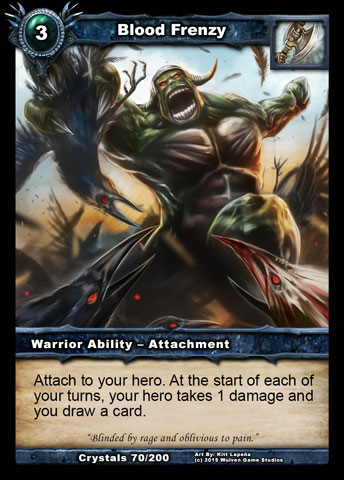 3
Blood Frenzy
Warrior Ability – Attachment
Attach to your hero. At the start of each of
your turns, your hero takes 1 damage and
you draw a card.
"Blinded by rage and oblivious to pain."
Crystals 70/200
Art By: Kitt Lapeña
(c) 2015 Wulven Game Studios